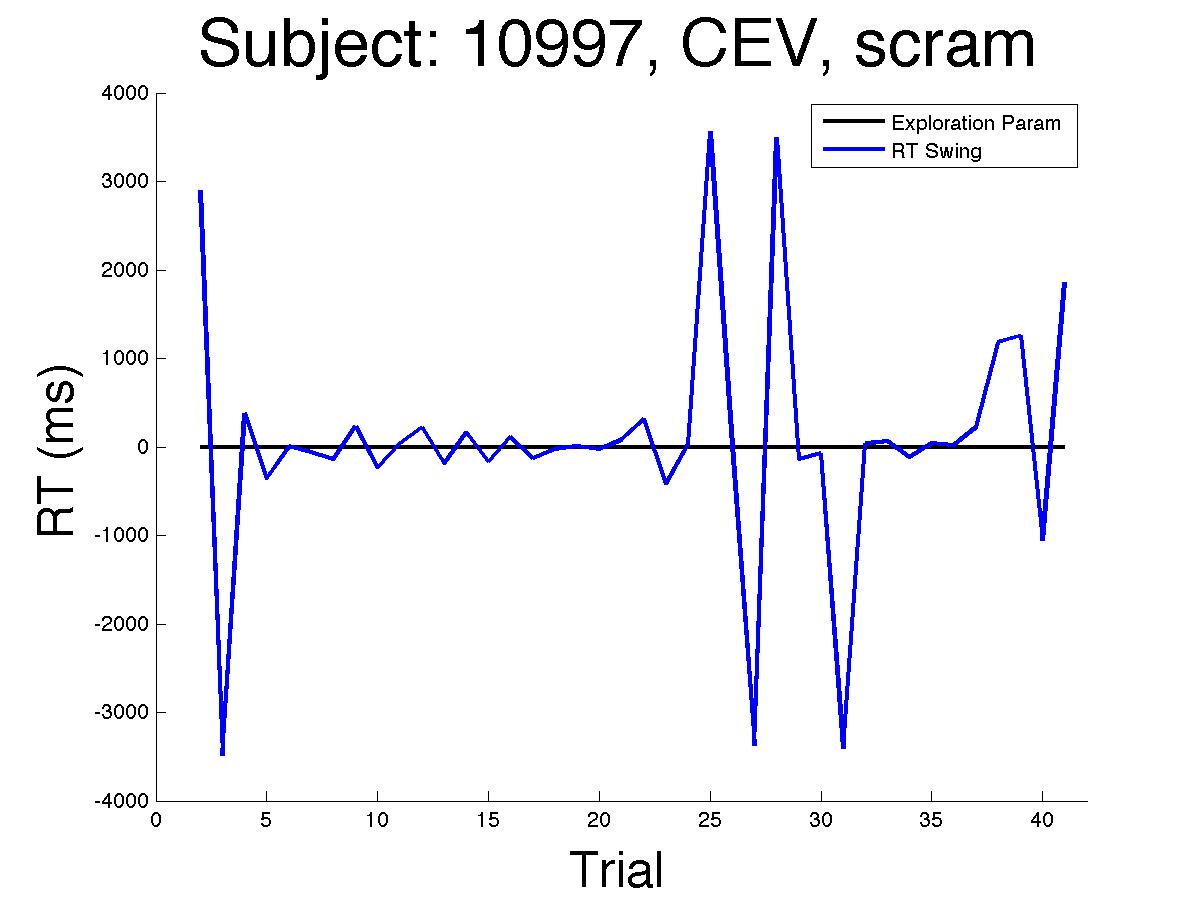 Subject: 10997, CEV, scram
Exploration Param
RT Swing
4000
3000
2000
1000
0
-1000
-2000
-3000
-4000
RT (ms)
0 5 10 15 20 25 30 35 40
Trial